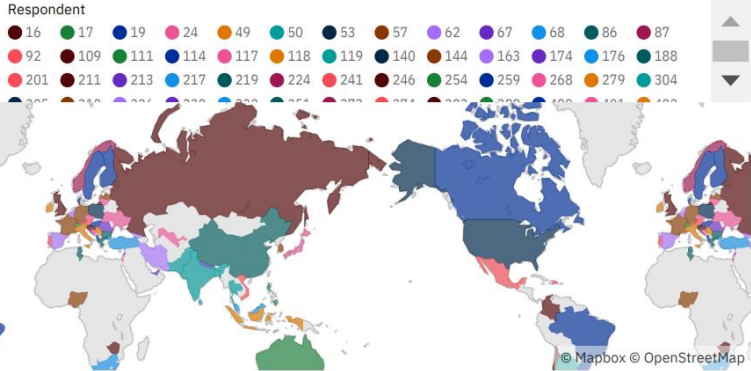 Respondent
16 17 19 24 49 50 53 57 62 67 68 86 87
92 109 111 114 117 118 119 140 144 163 174 176 188
201 211 213 217 219 224 241 246 254 259 268 279 304
© Mapbox © OpenStreetMap